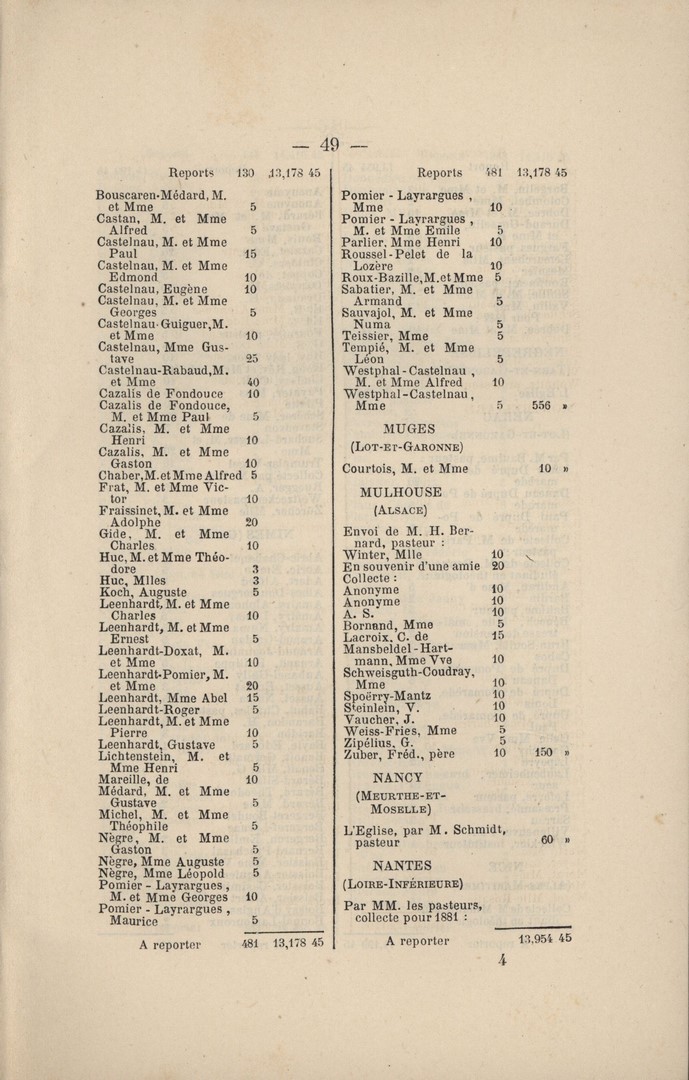 — 49 —
Reports 130 13,178 45
Bouscaren-Médard, M.
et Mme 5
Castan, M. et Mme
Alfred 5
Castelnau, M. et Mme
Paul 15
Castelnau, M. et Mme
Edmond 10
Castelnau, Eugène 10
Castelnau, M. et Mme
Georges 5
Castelnau-Guiguer, M.
et Mme 10
Castelnau, Mme Gus-
tave 25
Castelnau-Rabaud, M.
et Mme 40
Cazalis de Fondouce 10
Cazalis de Fondouce,
M. et Mme Paul 5
Cazalis, M. et Mme
Henri 10
Cazalis, M. et Mme
Gaston 10
Chaber, M. et Mme Alfred 5
Frat, M. et Mme Vic-
tor 10
Fraissinet, M. et Mme
Adolphe 20
Gide, M. et Mme
Charles 10
Huc, M. et Mme Théo-
dore 3
Huc, Mlles 3
Koch, Auguste 5
Leenhardt, M. et Mme
Charles 10
Leenhardt, M. et Mme
Ernest 5
Leenhardt-Doxat, M.
et Mme 10
Leenhardt-Pomier, M.
et Mme 20
Leenhardt, Mme Abel 15
Leenhardt-Roger 5
Leenhardt, M. et Mme
Pierre 10
Leenhardt, Gustave 5
Lichtenstein, M. et
Mme Henri 5
Mareille, de 10
Médard, M. et Mme
Gustave 5
Michel, M. et Mme
Théophile 5
Nègre, M. et Mme
Gaston 5
Nègre, Mme Auguste 5
Nègre, Mme Léopold 5
Pomier - Layrargues,
M. et Mme Georges 10
Pomier - Layrargues,
Maurice 5
A reporter 481 13,178 45
Reports 481 13,178 45
Pomier - Layrargues,
Mme 10
Pomier - Layrargues,
M. et Mme Emile 5
Parlier, Mme Henri 10
Roussel-Pelet de la
Lozère 10
Roux-Bazille, M. et Mme 5
Sabatier, M. et Mme
Armand 5
Sauvajol, M. et Mme
Numa 5
Teissier, Mme 5
Tempié, M. et Mme
Léon 5
Westphal-Castelnau,
M. et Mme Alfred 10
Westphal-Castelnau,
Mme 5 556 »
MUGES
(LOT-ET-GARONNE)
Courtois, M. et Mme 10 »
MULHOUSE
(ALSACE)
Envoi de M. H. Ber-
nard, pasteur :
Winter, Mlle 10
En souvenir d'une amie 20
Collecte :
Anonyme 10
Anonyme 10
A. S. 10
Bornand, Mme 5
Lacroix, C. de 15
Mansbeldel-Hart-
mann, Mme Vve 10
Schweisguth-Coudray,
Mme 10
Spoërry-Mantz 10
Steinlein, V. 10
Vaucher, J. 10
Weiss-Fries, Mme 5
Zipélius, G. 5
Zuber, Fréd., père 10 150 »
NANCY
(MEURTHE-ET-
MOSELLE)
L'Eglise, par M. Schmidt,
pasteur 60 »
NANTES
(LOIRE-INFÉRIEURE)
Par MM. les pasteurs,
collecte pour 1881 :
A reporter 13,954 45
4